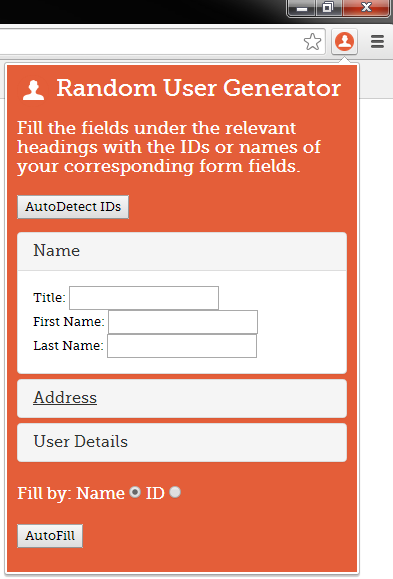 Random User Generator
Fill the fields under the relevant
headings with the IDs or names of
your corresponding form fields.
AutoDetect IDs
Name
Title:
First Name:
Last Name:
Address
User Details
Fill by: Name ID
AutoFill